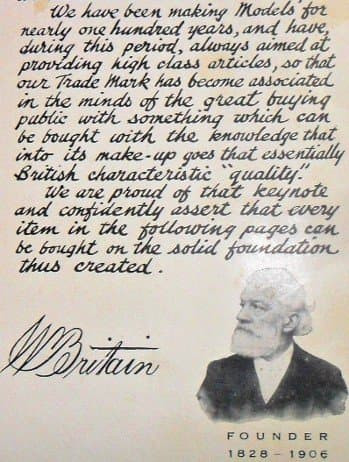 We have been making Models for
nearly one hundred years, and have,
during this period, always aimed at
providing high class articles, so that
our Trade Mark has become associated
in the minds of the great buying
public with something which can
be bought with the knowledge that
into its make-up goes that essentially
British characteristic "quality."
We are proud of that keynote
and confidently assert that every
item in the following pages can
be bought on the solid foundation
thus created.
W Britain
FOUNDER
1828 - 1906